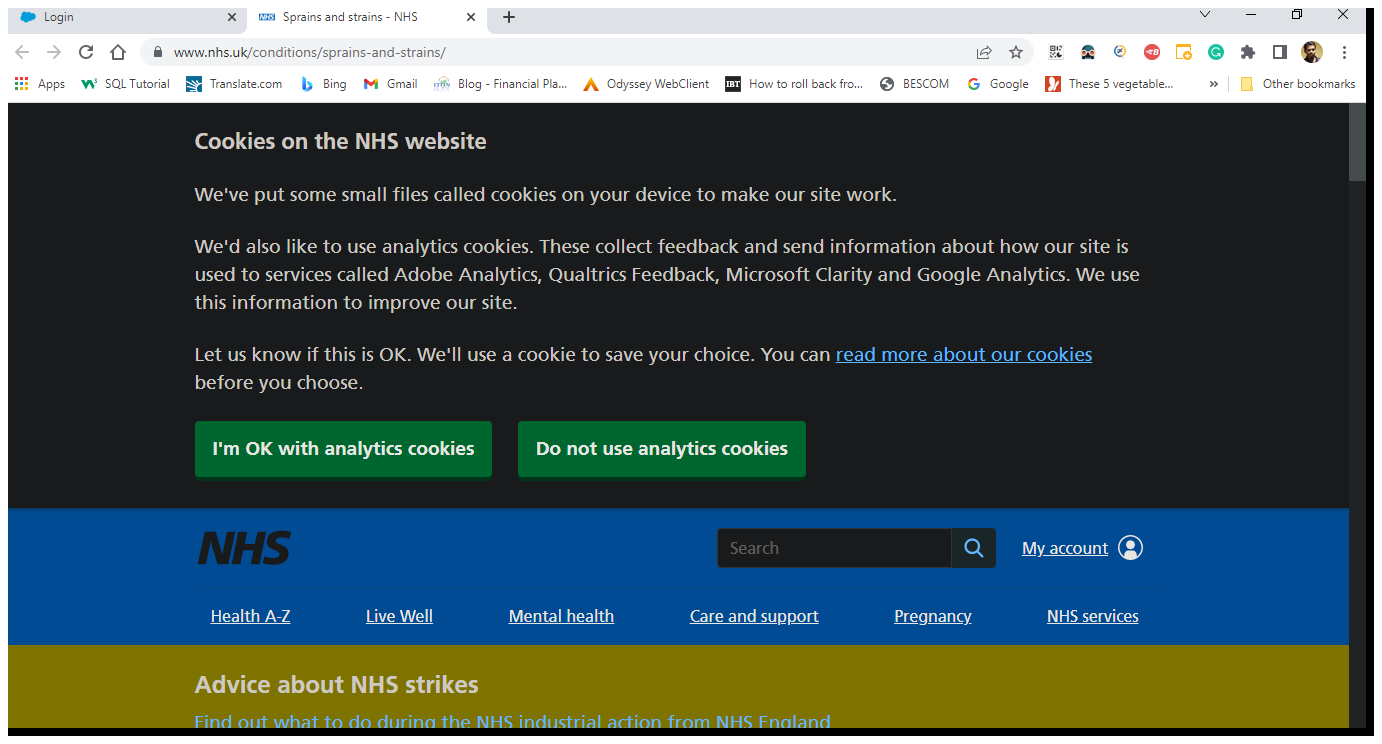 Login
Sprains and strains - NHS
www.nhs.uk/conditions/sprains-and-strains/
Apps SQL Tutorial Translate.com Bing Gmail Blog - Financial Pla... Odyssey WebClient IBT How to roll back fro... BESCOM Google These 5 vegetable... » Other bookmarks
Cookies on the NHS website
We've put some small files called cookies on your device to make our site work.
We'd also like to use analytics cookies. These collect feedback and send information about how our site is
used to services called Adobe Analytics, Qualtrics Feedback, Microsoft Clarity and Google Analytics. We use
this information to improve our site.
Let us know if this is OK. We'll use a cookie to save your choice. You can read more about our cookies
before you choose.
I'm OK with analytics cookies Do not use analytics cookies
NHS Search My account
Health A-Z Live Well Mental health Care and support Pregnancy NHS services
Advice about NHS strikes
Find out what to do during the NHS industrial action from NHS England